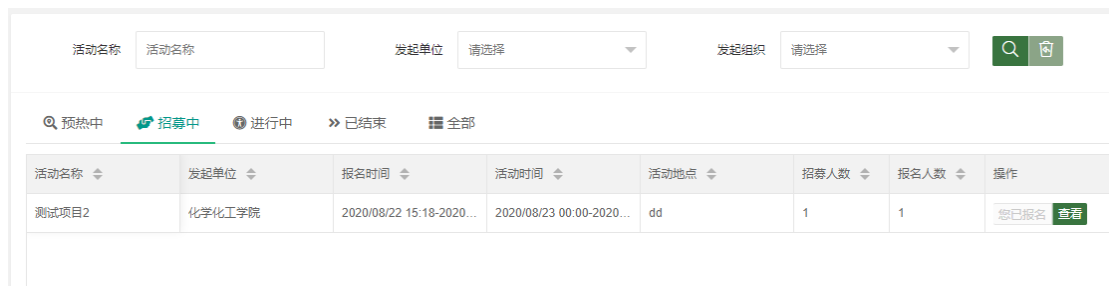 活动名称 活动名称 发起单位 请选择 发起组织 请选择
预热中 招募中 进行中 已结束 全部
活动名称 发起单位 报名时间 活动时间 活动地点 招募人数 报名人数 操作
测试项目2 化学化工学院 2020/08/22 15:18-2020... 2020/08/23 00:00-2020... dd 1 1 您已报名 查看